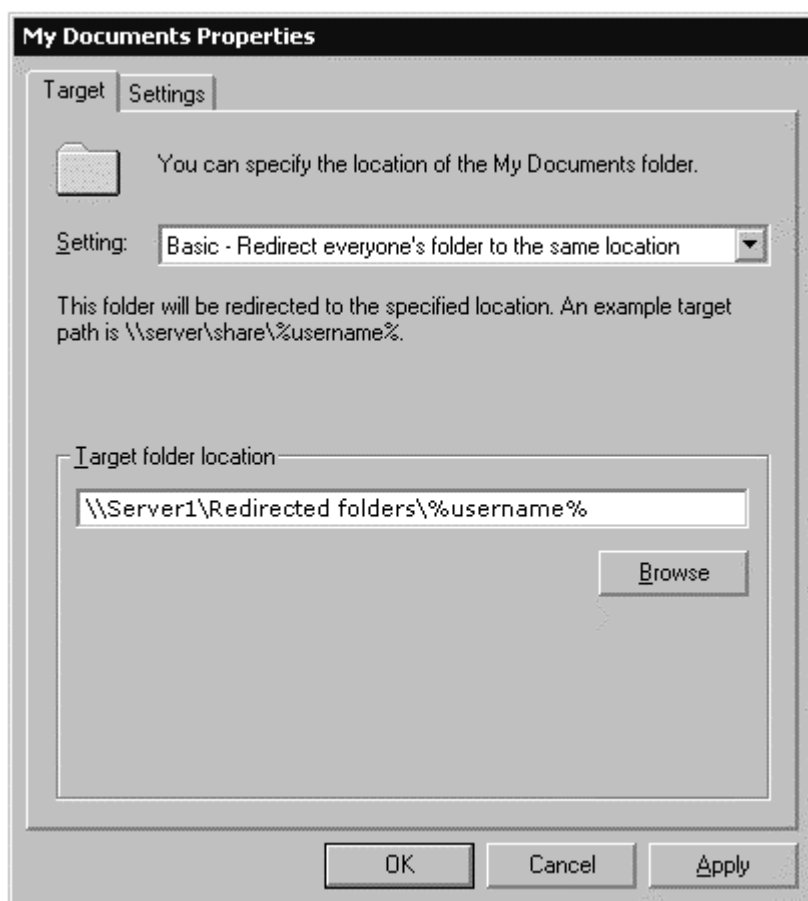 My Documents Properties
Target
Settings
You can specify the location of the My Documents folder.
Setting:
Basic - Redirect everyone's folder to the same location
This folder will be redirected to the specified location. An example target
path is \\server\share\%username%.
Target folder location
\\Server1\Redirected folders\%username%
Browse
OK
Cancel
Apply